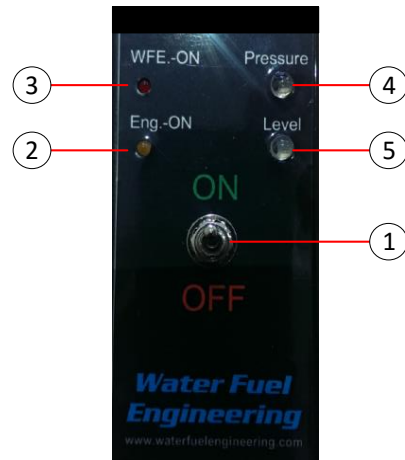 WFE.-ON Pressure
3 4
Eng.-ON Level
2 5
ON
1
OFF
Water Fuel
Engineering
www.waterfuelengineering.com